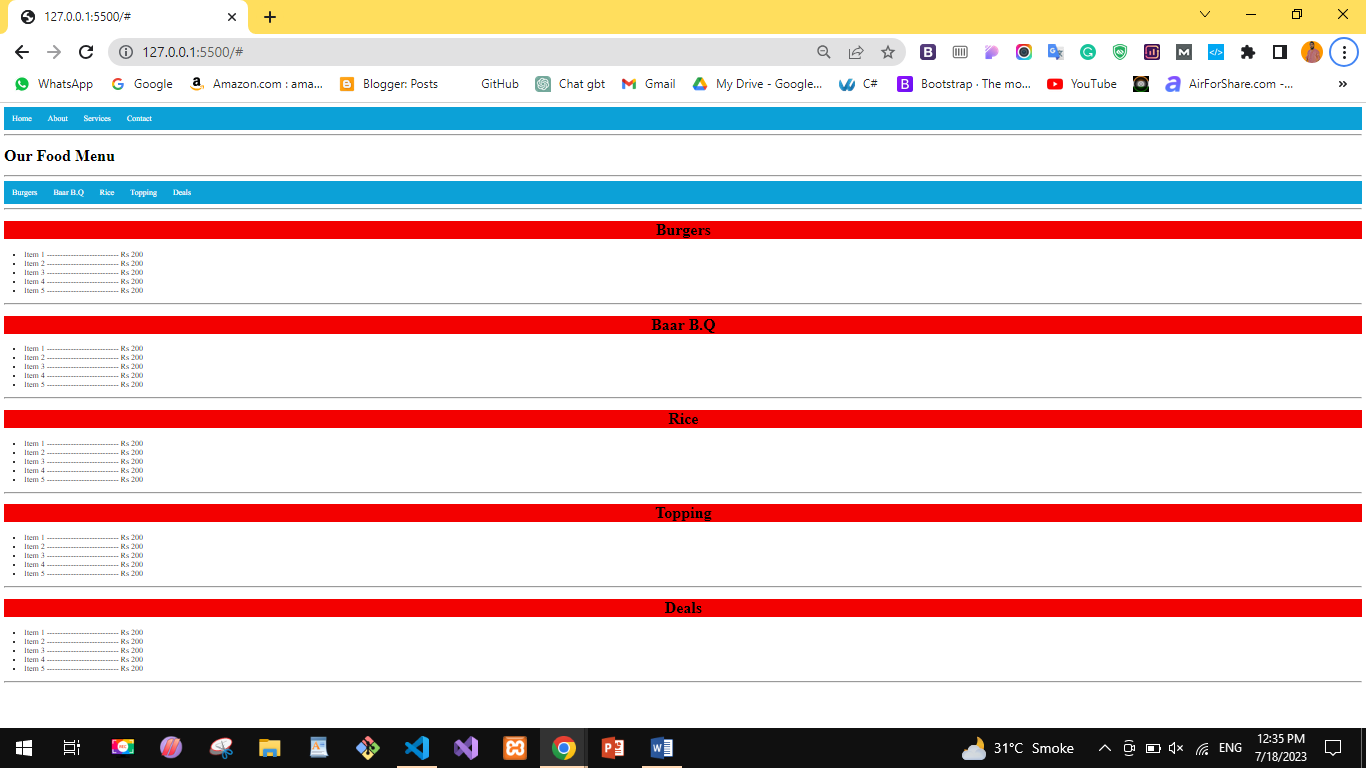 127.0.0.1:5500/#
127.0.0.1:5500/#
WhatsApp Google Amazon.com : ama... Blogger: Posts GitHub Chat gbt Gmail My Drive - Google... C# Bootstrap · The mo... YouTube AirForShare.com -... »
Home About Services Contact
Our Food Menu
Burgers Baar B.Q Rice Topping Deals
Burgers
• Item 1 ---------------------------- Rs 200
• Item 2 ---------------------------- Rs 200
• Item 3 ---------------------------- Rs 200
• Item 4 ---------------------------- Rs 200
• Item 5 ---------------------------- Rs 200
Baar B.Q
• Item 1 ---------------------------- Rs 200
• Item 2 ---------------------------- Rs 200
• Item 3 ---------------------------- Rs 200
• Item 4 ---------------------------- Rs 200
• Item 5 ---------------------------- Rs 200
Rice
• Item 1 ---------------------------- Rs 200
• Item 2 ---------------------------- Rs 200
• Item 3 ---------------------------- Rs 200
• Item 4 ---------------------------- Rs 200
• Item 5 ---------------------------- Rs 200
Topping
• Item 1 ---------------------------- Rs 200
• Item 2 ---------------------------- Rs 200
• Item 3 ---------------------------- Rs 200
• Item 4 ---------------------------- Rs 200
• Item 5 ---------------------------- Rs 200
Deals
• Item 1 ---------------------------- Rs 200
• Item 2 ---------------------------- Rs 200
• Item 3 ---------------------------- Rs 200
• Item 4 ---------------------------- Rs 200
• Item 5 ---------------------------- Rs 200
31°C Smoke ENG 12:35 PM
7/18/2023